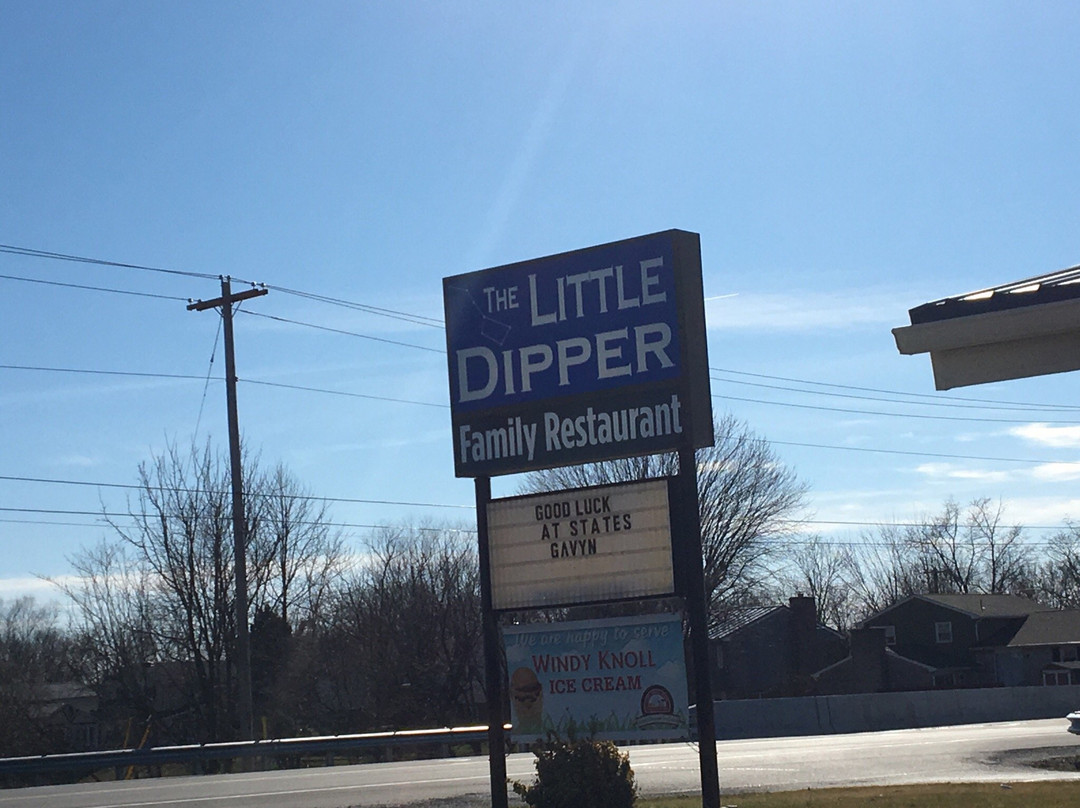 THE LITTLE
DIPPER
Family Restaurant
GOOD LUCK
AT STATES
GAVYN
We are happy to serve
WINDY KNOLL
ICE CREAM